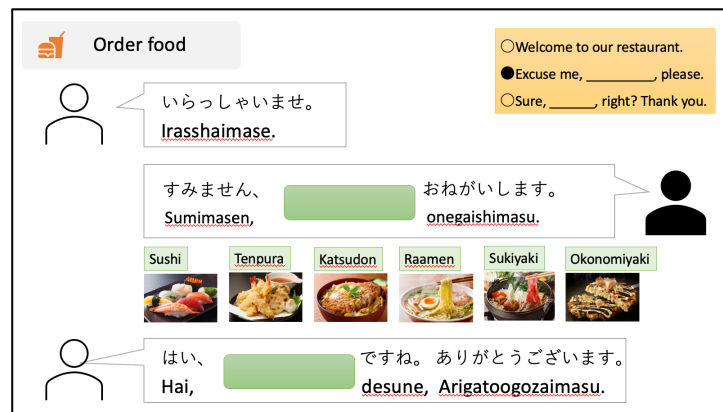 Order food
○Welcome to our restaurant.
●Excuse me, _________, please.
○Sure, ______, right? Thank you.
いらっしゃいませ。
Irasshaimase.
すみません、 おねがいします。
Sumimasen, onegaishimasu.
Sushi Tenpura Katsudon Raamen Sukiyaki Okonomiyaki
はい、 ですね。 ありがとうございます。
Hai, desune, Arigatoogozaimasu.